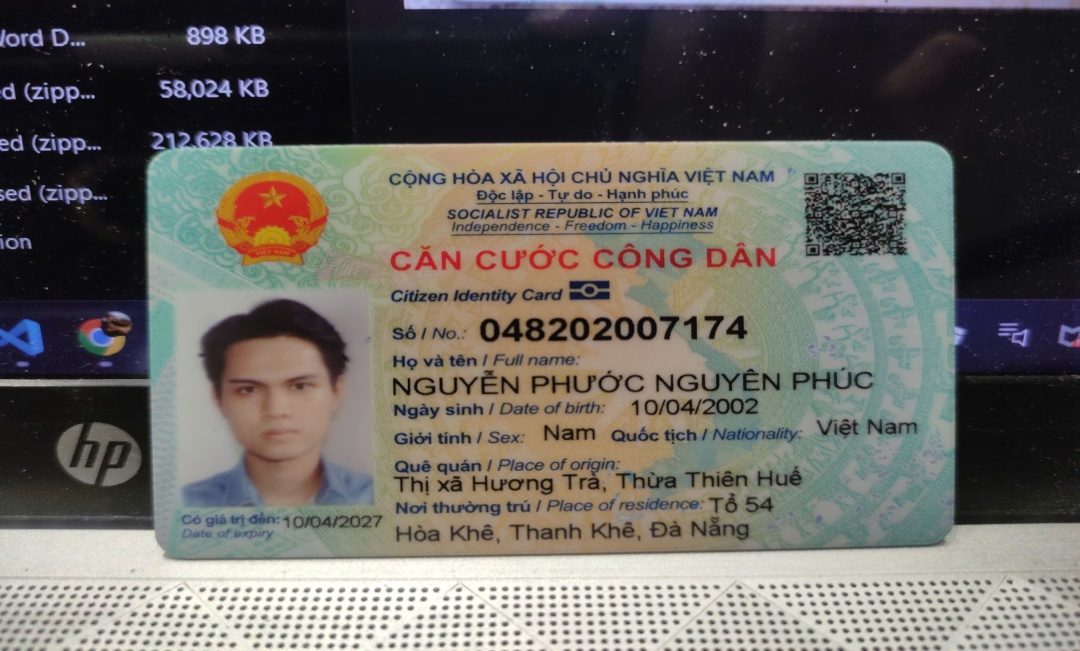 Word D... 898 KB
ed (zipp... 58,024 KB
ed (zipp... 212,628 KB
sed (zipp...
ion
CỘNG HÒA XÃ HỘI CHỦ NGHĨA VIỆT NAM
Độc lập - Tự do - Hạnh phúc
SOCIALIST REPUBLIC OF VIET NAM
Independence - Freedom - Happiness
CĂN CƯỚC CÔNG DÂN
Citizen Identity Card
Số / No.: 048202007174
Họ và tên / Full name:
NGUYỄN PHƯỚC NGUYÊN PHÚC
Ngày sinh / Date of birth: 10/04/2002
Giới tính / Sex: Nam Quốc tịch / Nationality: Việt Nam
Quê quán / Place of origin:
Thị xã Hương Trà, Thừa Thiên Huế
Nơi thường trú / Place of residence: Tổ 54
Hòa Khê, Thanh Khê, Đà Nẵng
Có giá trị đến: 10/04/2027
Date of expiry
VIỆT NAM
hp